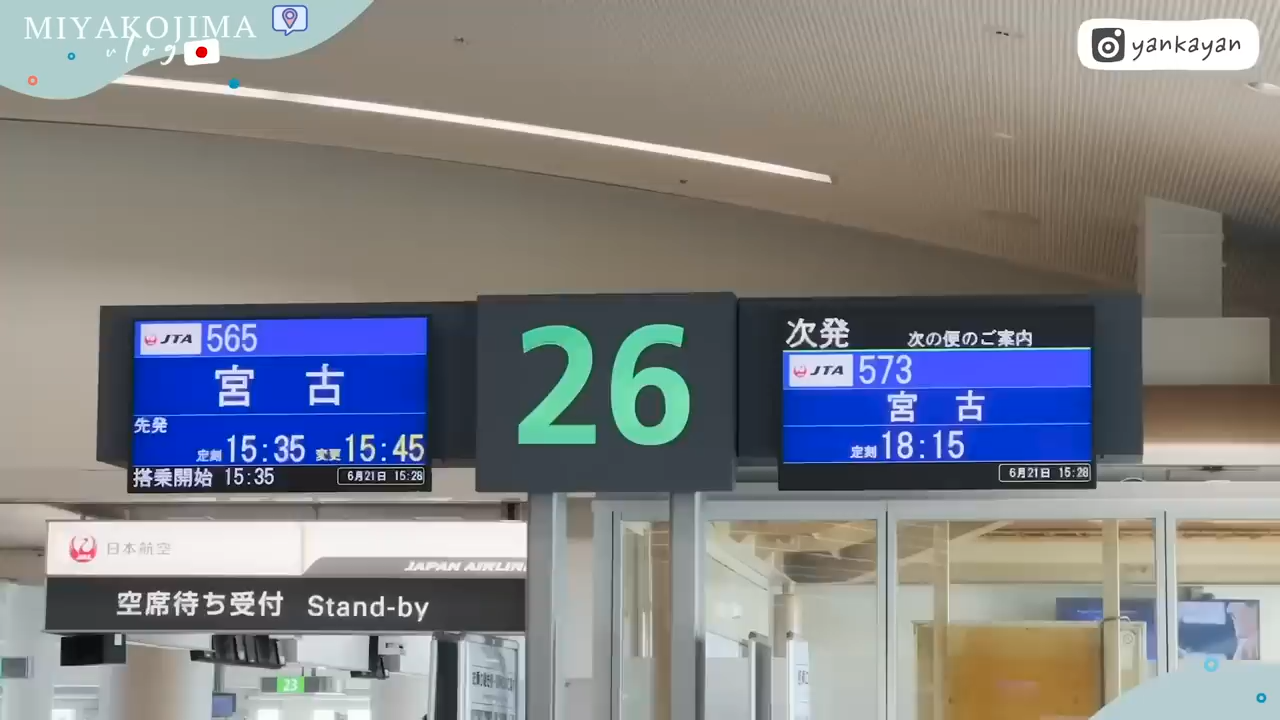 MIYAKOJIMA
vlog
yankayan
JTA 565
宮 古
先発
定刻 15:35 変更 15:45
搭乗開始 15:35
6月21日 15:28
26
次発 次の便のご案内
JTA 573
宮 古
定刻 18:15
6月21日 15:28
日本航空
JAPAN AIRLIN
空席待ち受付 Stand-by
23